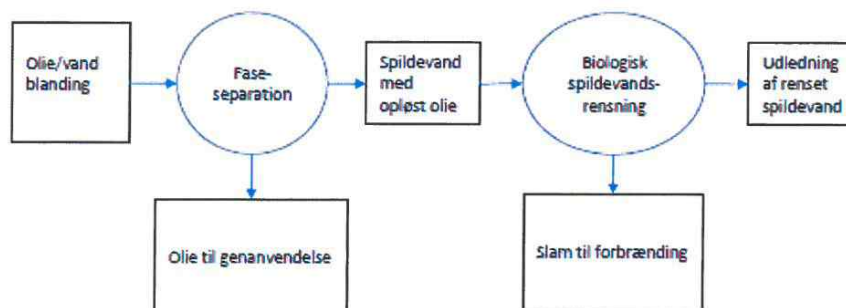 Olie/vand
blanding
Fase-
separation
Spildevand
med
opløst olie
Biologisk
spildevands-
rensning
Udledning
af renset
spildevand
Olie til genanvendelse
Slam til forbrænding